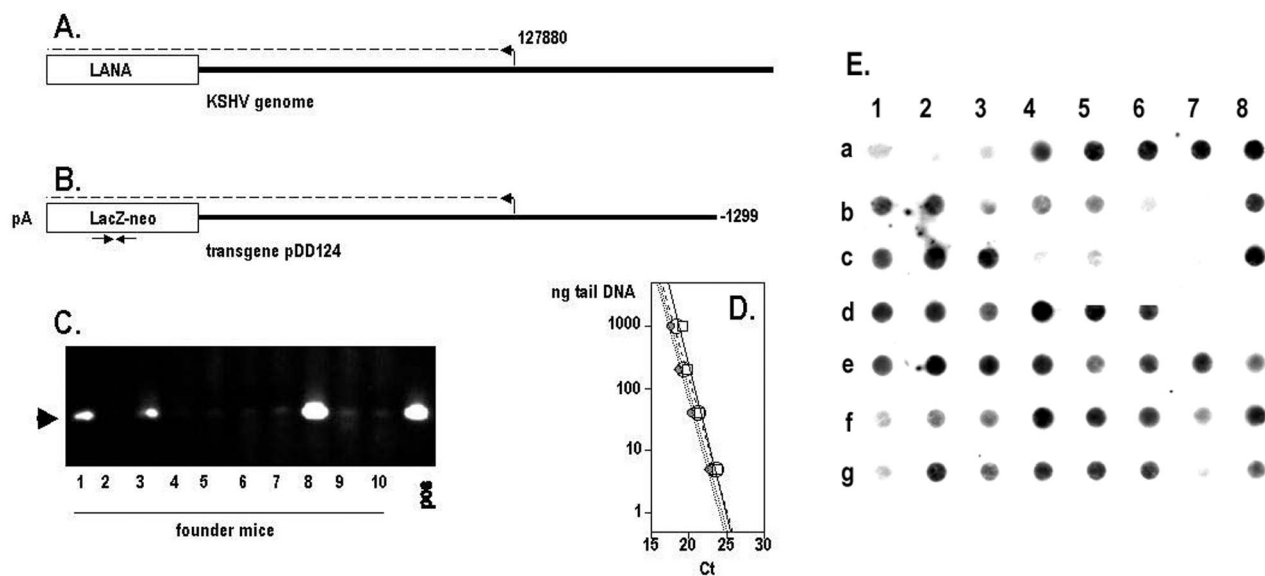 A.
127880
LANA
KSHV genome
B.
pA
LacZ-neo
-1299
transgene pDD124
C.
1 2 3 4 5 6 7 8 9 10 pos
founder mice
ng tail DNA
D.
1000
100
10
1
15 20 25 30
Ct
E.
1 2 3 4 5 6 7 8
a
b
c
d
e
f
g